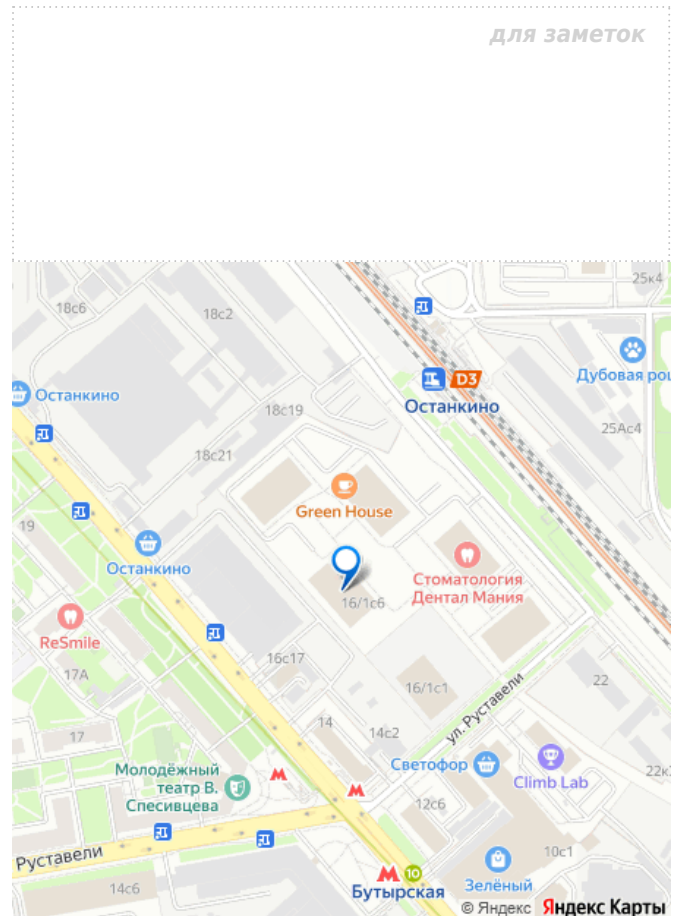 для заметок
25к4
18с6
18с2
D3
Дубовая рощ
Останкино
Останкино
18с19
25Ас4
18с21
Green House
19
Останкино
Стоматология
Дентал Мания
16/1с6
ReSmile
16с17
17А
22
16/1с1
ул. Руставели
14
17
14с2
Молодёжный
театр В.
Спесивцева
Светофор
Climb Lab
22к
12с6
Руставели
10с1
10
Бутырская
Зелёный
14с6
© Яндекс Яндекс Карты